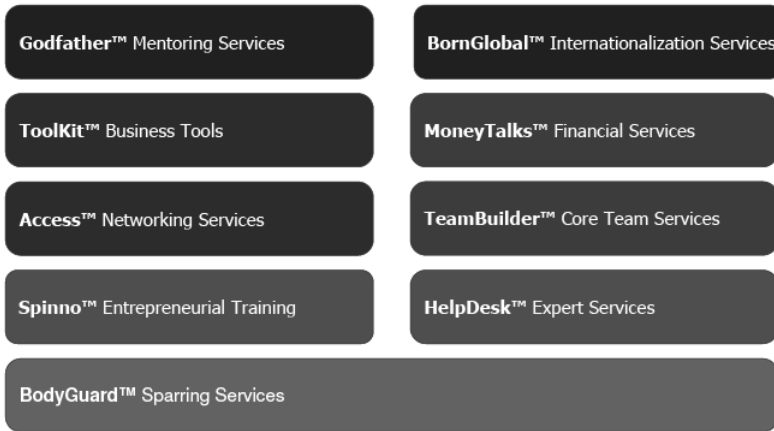 Godfather™ Mentoring Services
BornGlobal™ Internationalization Services
ToolKit™ Business Tools
MoneyTalks™ Financial Services
Access™ Networking Services
TeamBuilder™ Core Team Services
Spinno™ Entrepreneurial Training
HelpDesk™ Expert Services
BodyGuard™ Sparring Services